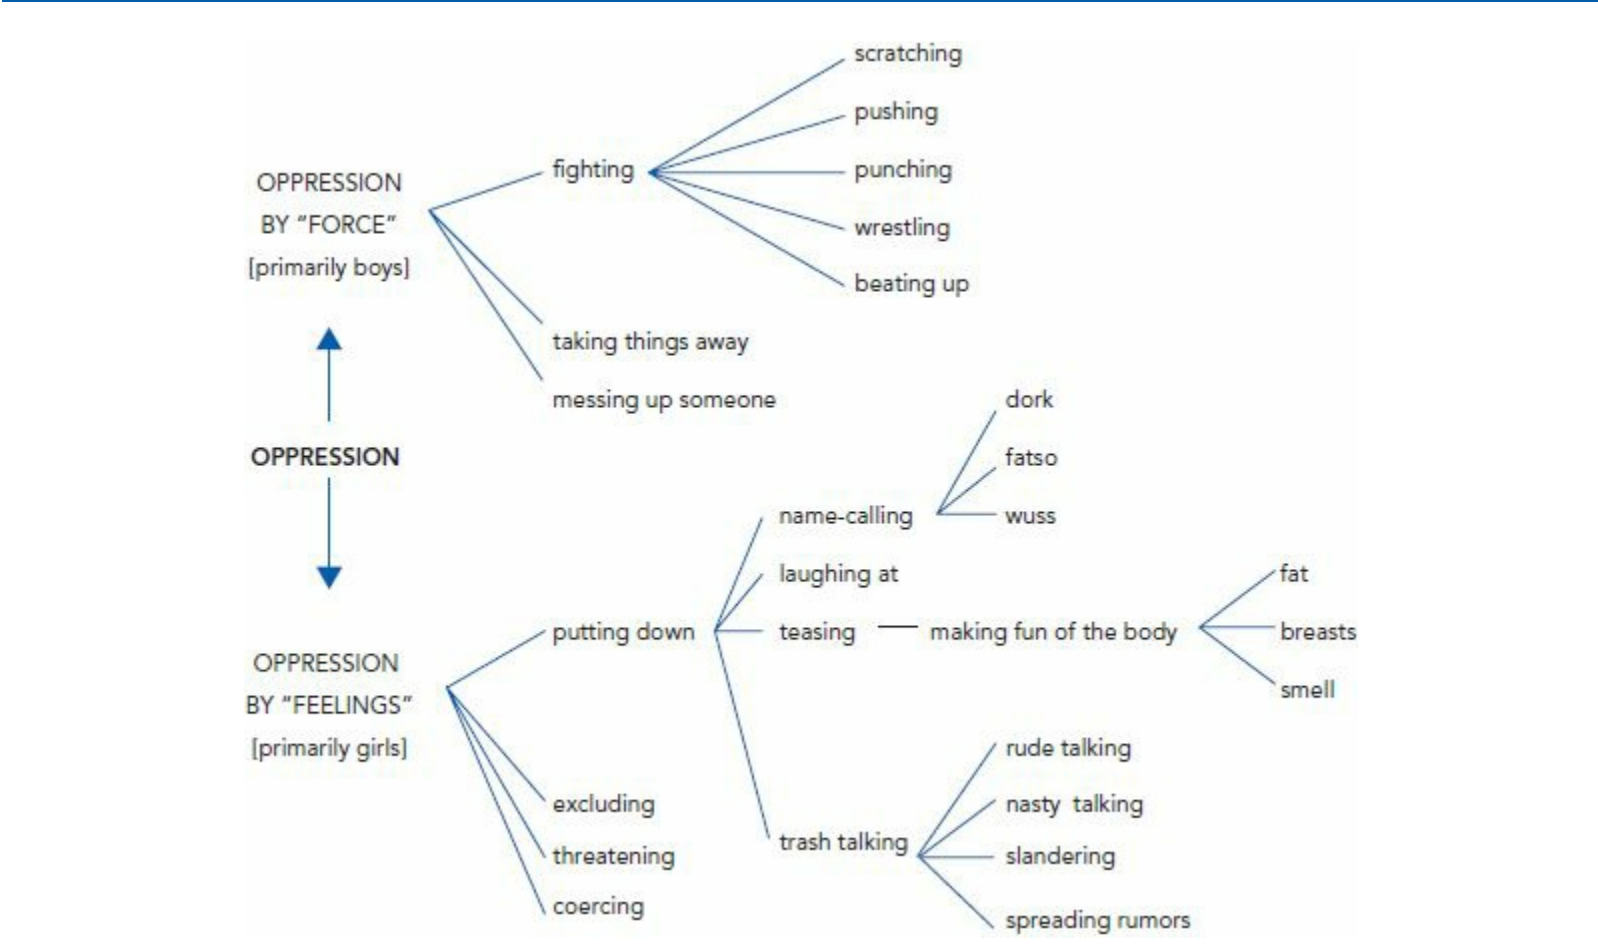 scratching
pushing
fighting
punching
OPPRESSION
BY “FORCE”
[primarily boys]
wrestling
beating up
taking things away
messing up someone
dork
OPPRESSION
fatso
name-calling
wuss
laughing at
fat
putting down
teasing
making fun of the body
breasts
OPPRESSION
BY “FEELINGS”
[primarily girls]
smell
rude talking
excluding
nasty talking
trash talking
threatening
slandering
coercing
spreading rumors